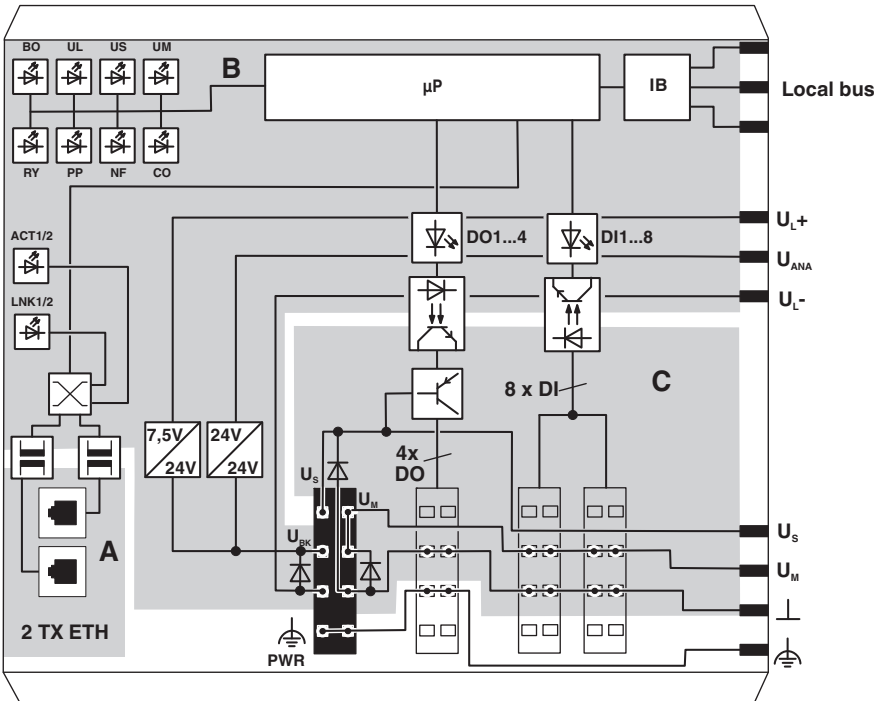 BO UL US UM
B
µP
IB
Local bus
RY PP NF CO
ACT1/2
DO1...4
DI1...8
UL+
UANA
UL-
LNK1/2
8 x DI
C
7,5V
24V
24V
24V
4x
DO
US
UM
UBK
A
US
UM
2 TX ETH
PWR